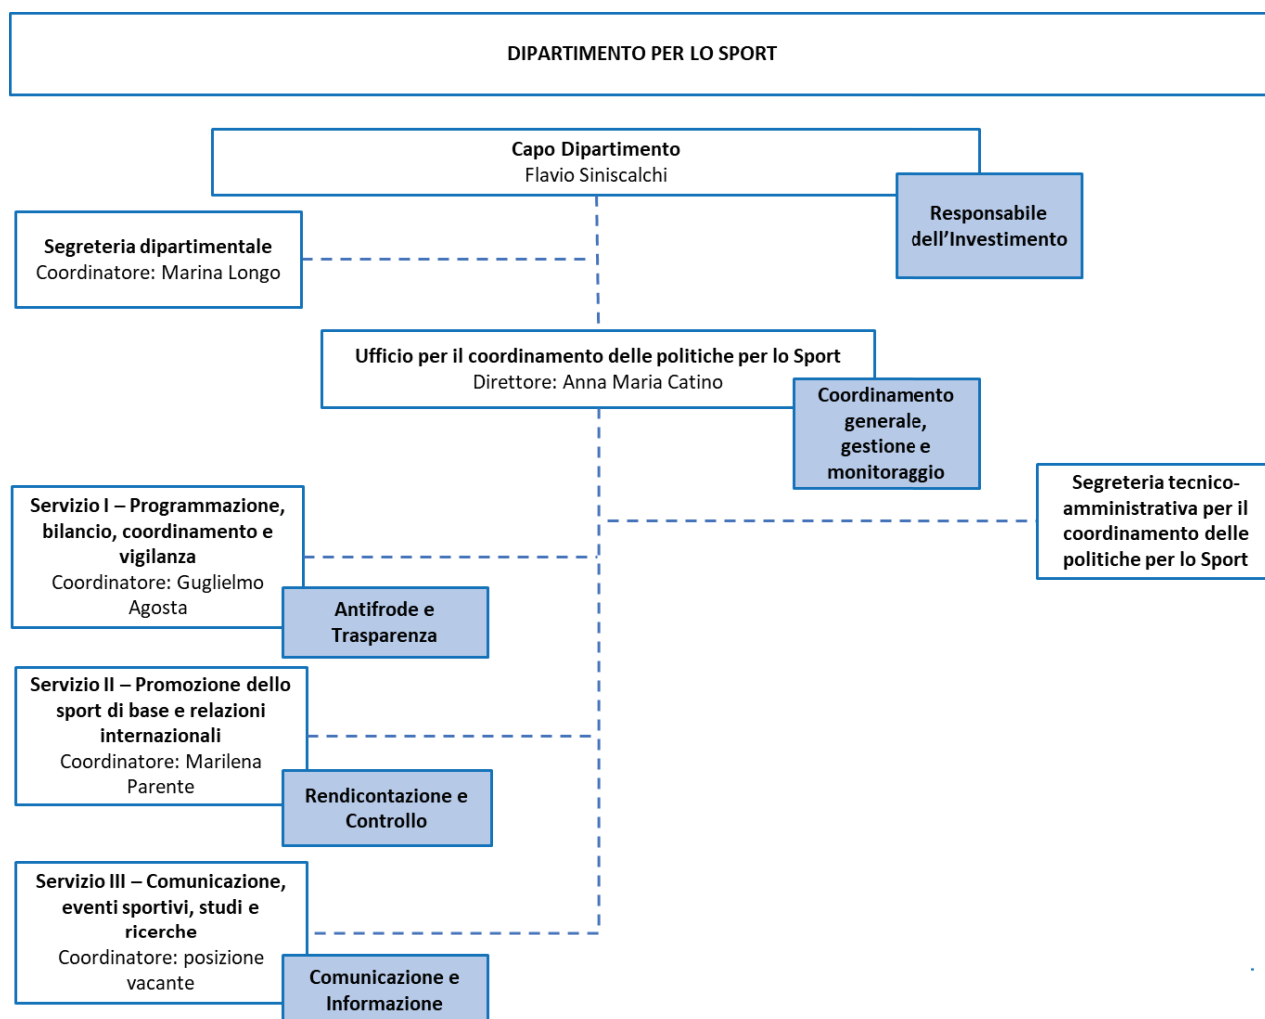 DIPARTIMENTO PER LO SPORT
Capo Dipartimento
Flavio Siniscalchi
Responsabile
dell'Investimento
Segreteria dipartimentale
Coordinatore: Marina Longo
Ufficio per il coordinamento delle politiche per lo Sport
Direttore: Anna Maria Catino
Coordinamento
generale,
gestione e
monitoraggio
Segreteria tecnico-
amministrativa per il
coordinamento delle
politiche per lo Sport
Servizio I – Programmazione,
bilancio, coordinamento e
vigilanza
Coordinatore: Guglielmo
Agosta
Antifrode e
Trasparenza
Servizio II – Promozione dello
sport di base e relazioni
internazionali
Coordinatore: Marilena
Parente
Rendicontazione e
Controllo
Servizio III – Comunicazione,
eventi sportivi, studi e
ricerche
Coordinatore: posizione
vacante
Comunicazione e
Informazione